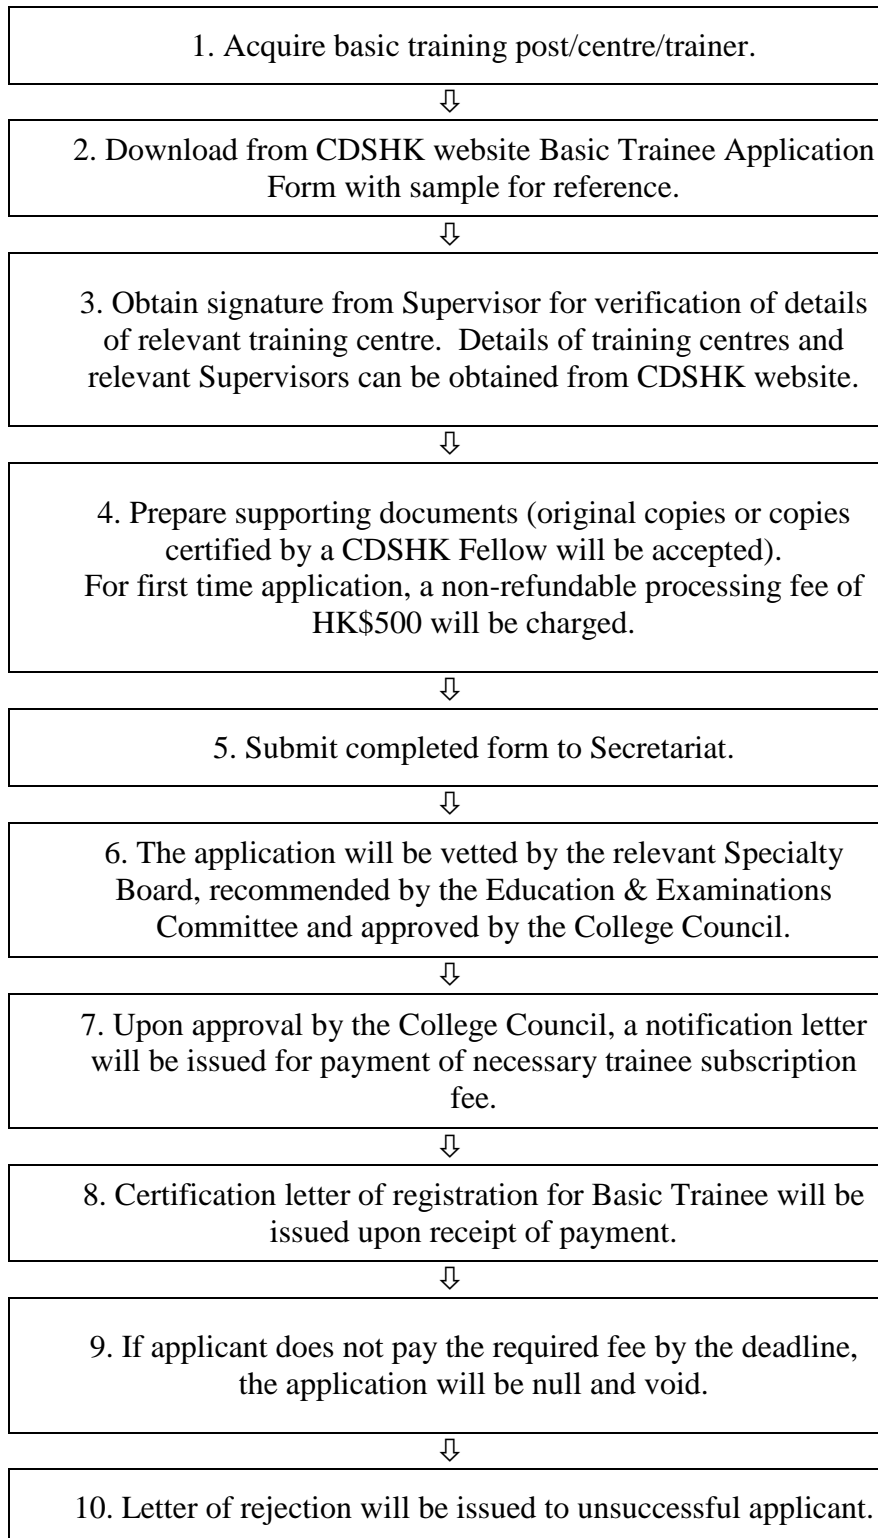 1. Acquire basic training post/centre/trainer.
⇩
2. Download from CDSHK website Basic Trainee Application
Form with sample for reference.
⇩
3. Obtain signature from Supervisor for verification of details
of relevant training centre.  Details of training centres and
relevant Supervisors can be obtained from CDSHK website.
⇩
4. Prepare supporting documents (original copies or copies
certified by a CDSHK Fellow will be accepted).
For first time application, a non-refundable processing fee of
HK$500 will be charged.
⇩
5. Submit completed form to Secretariat.
⇩
6. The application will be vetted by the relevant Specialty
Board, recommended by the Education & Examinations
Committee and approved by the College Council.
⇩
7. Upon approval by the College Council, a notification letter
will be issued for payment of necessary trainee subscription
fee.
⇩
8. Certification letter of registration for Basic Trainee will be
issued upon receipt of payment.
⇩
9. If applicant does not pay the required fee by the deadline,
the application will be null and void.
⇩
10. Letter of rejection will be issued to unsuccessful applicant.